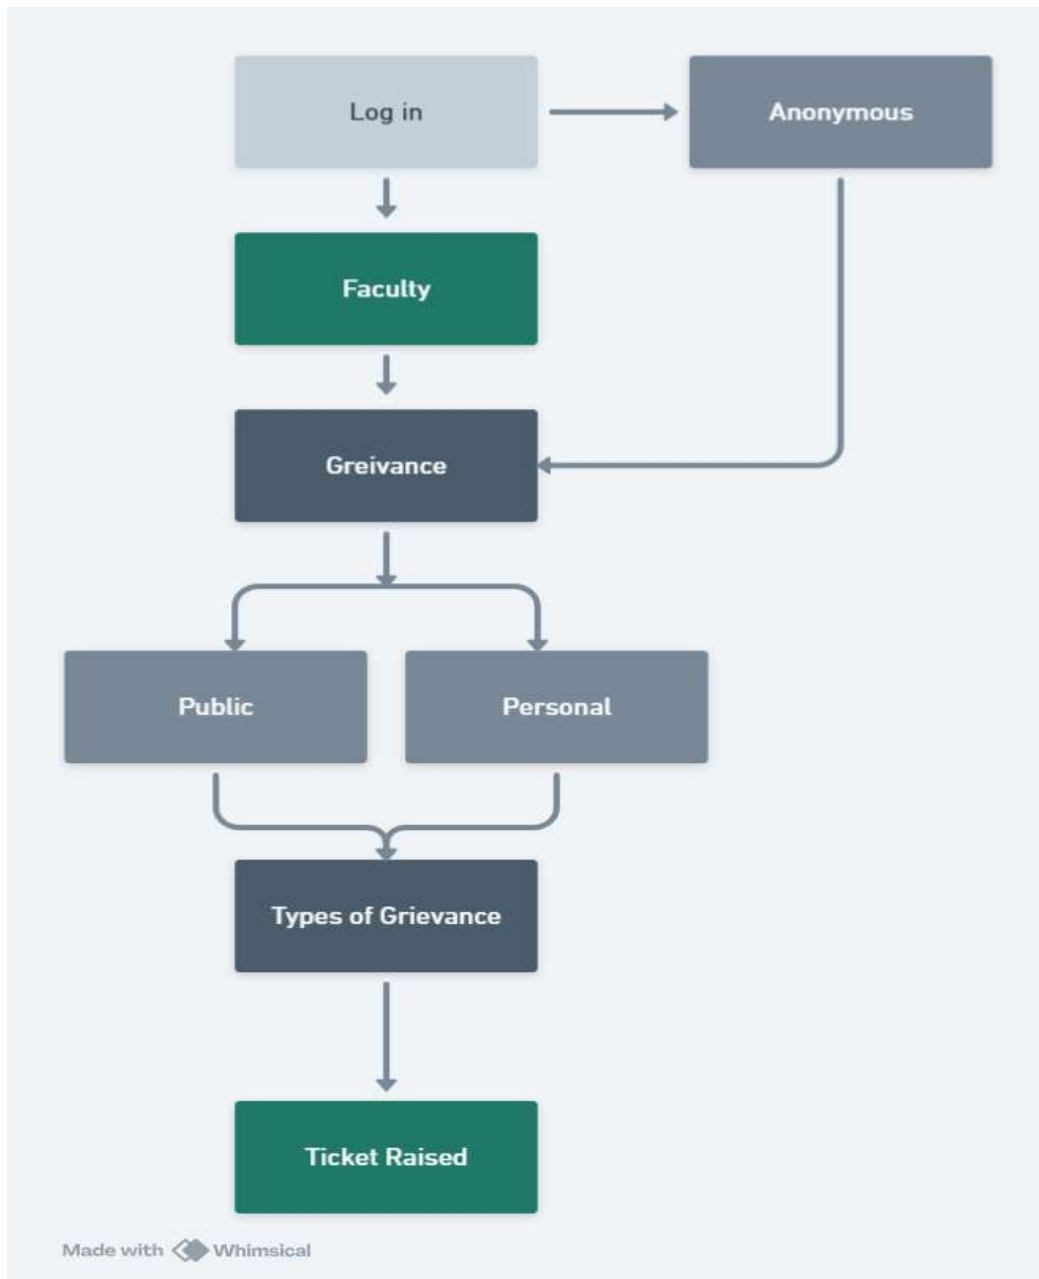 Log in
Anonymous
Faculty
Greivance
Public
Personal
Types of Grievance
Ticket Raised
Made with Whimsical